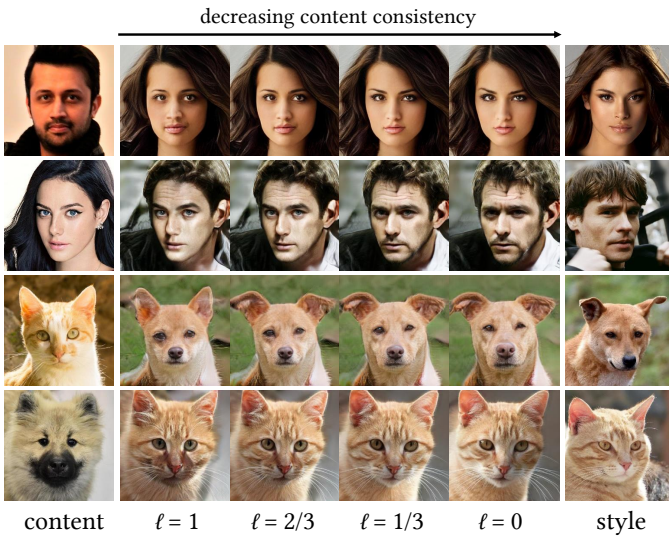 decreasing content consistency
content ℓ = 1 ℓ = 2/3 ℓ = 1/3 ℓ = 0 style